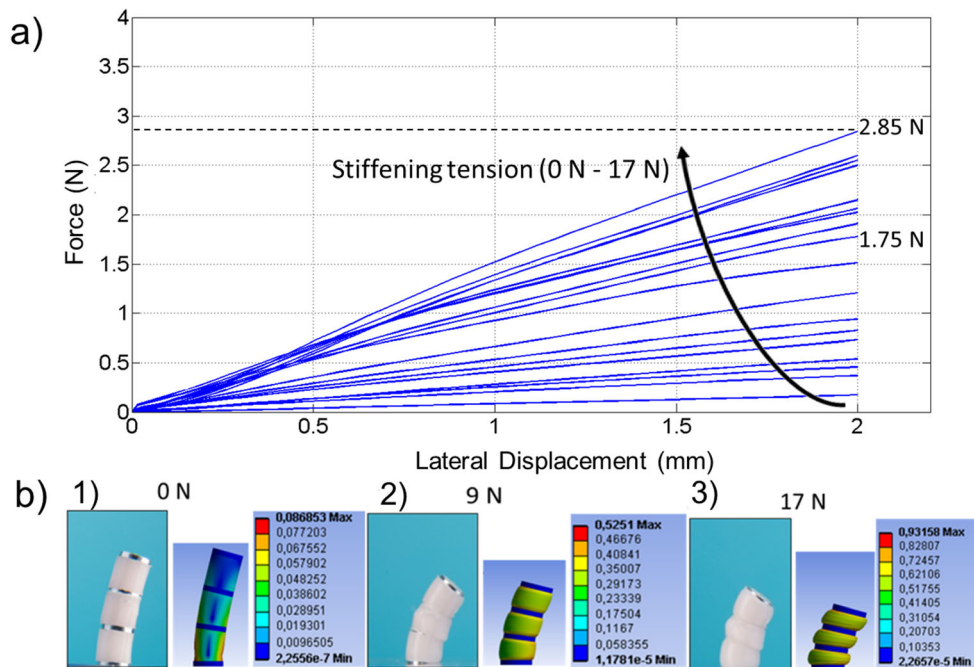 a)
4
3.5
3
2.5
2
1.5
1
0.5
0
Force (N)
2.85 N
Stiffening tension (0 N - 17 N)
1.75 N
0 0.5 1 1.5 2
Lateral Displacement (mm)
b)
1) 0 N
0,086853 Max
0,077203
0,067552
0,057902
0,048252
0,038602
0,028951
0,019301
0,0096505
2,2556e-7 Min
2) 9 N
0,5251 Max
0,46676
0,40841
0,35007
0,29173
0,23339
0,17504
0,1167
0,058355
1,1781e-5 Min
3) 17 N
0,93158 Max
0,82807
0,72457
0,62106
0,51755
0,41405
0,31054
0,20703
0,10353
2,2657e-5 Min